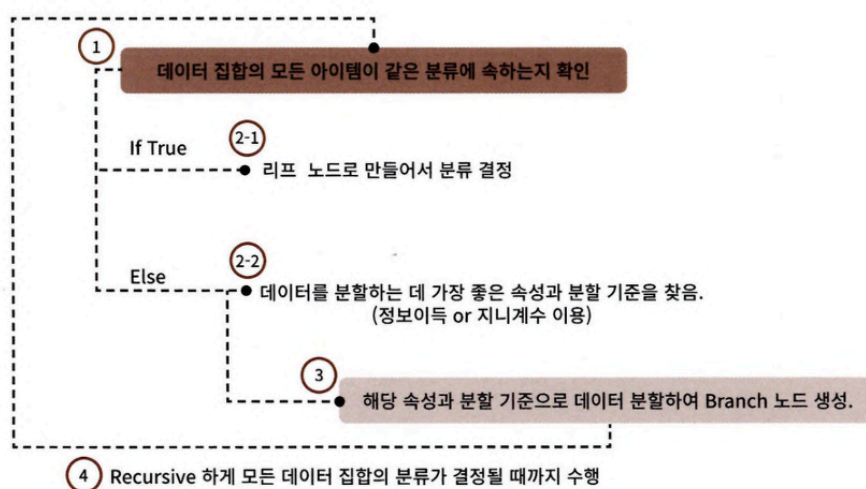 1
데이터 집합의 모든 아이템이 같은 분류에 속하는지 확인
If True
2-1
리프 노드로 만들어서 분류 결정
Else
2-2
데이터를 분할하는 데 가장 좋은 속성과 분할 기준을 찾음.
(정보이득 or 지니계수 이용)
3
해당 속성과 분할 기준으로 데이터 분할하여 Branch 노드 생성.
4 Recursive 하게 모든 데이터 집합의 분류가 결정될 때까지 수행